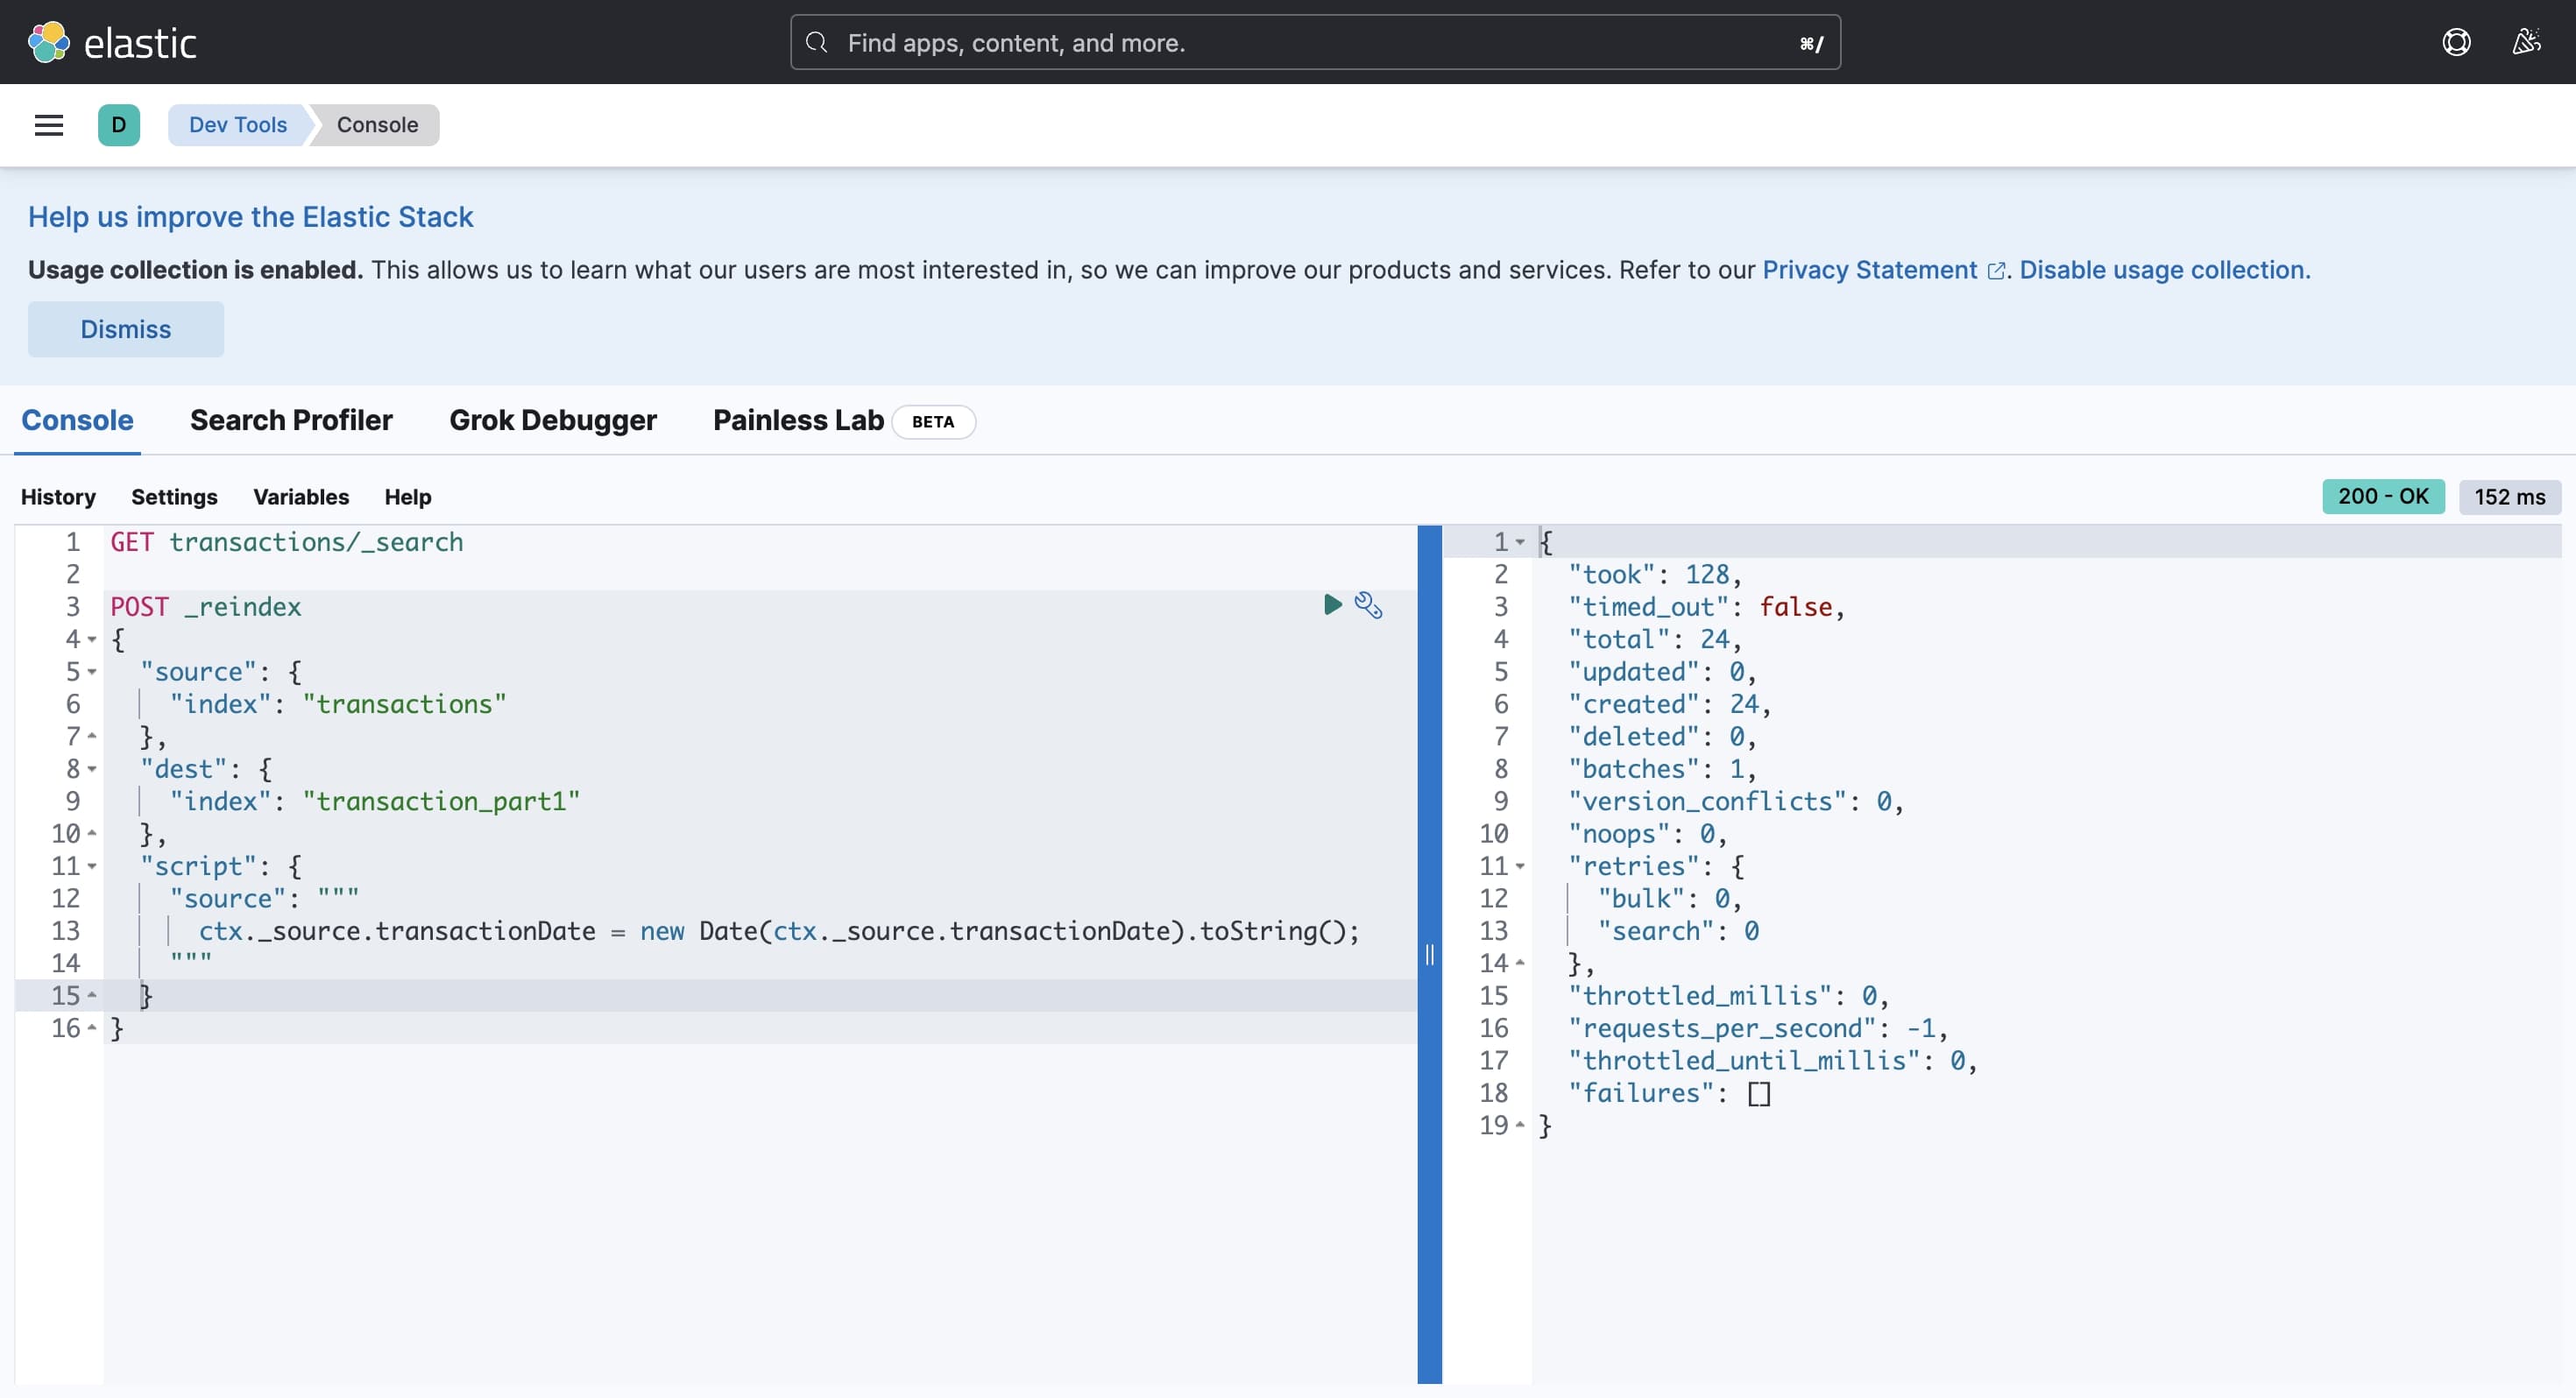 elastic
Find apps, content, and more.
⌘/
D
Dev Tools
Console
Help us improve the Elastic Stack
Usage collection is enabled. This allows us to learn what our users are most interested in, so we can improve our products and services. Refer to our Privacy Statement. Disable usage collection.
Dismiss
Console
Search Profiler
Grok Debugger
Painless Lab
BETA
History
Settings
Variables
Help
200 - OK
152 ms
1 GET transactions/_search
2
3 POST _reindex
4 {
5   "source": {
6     "index": "transactions"
7   },
8   "dest": {
9     "index": "transaction_part1"
10   },
11   "script": {
12     "source": """
13       ctx._source.transactionDate = new Date(ctx._source.transactionDate).toString();
14     """
15   }
16 }
1 {
2   "took": 128,
3   "timed_out": false,
4   "total": 24,
5   "updated": 0,
6   "created": 24,
7   "deleted": 0,
8   "batches": 1,
9   "version_conflicts": 0,
10   "noops": 0,
11   "retries": {
12     "bulk": 0,
13     "search": 0
14   },
15   "throttled_millis": 0,
16   "requests_per_second": -1,
17   "throttled_until_millis": 0,
18   "failures": []
19 }